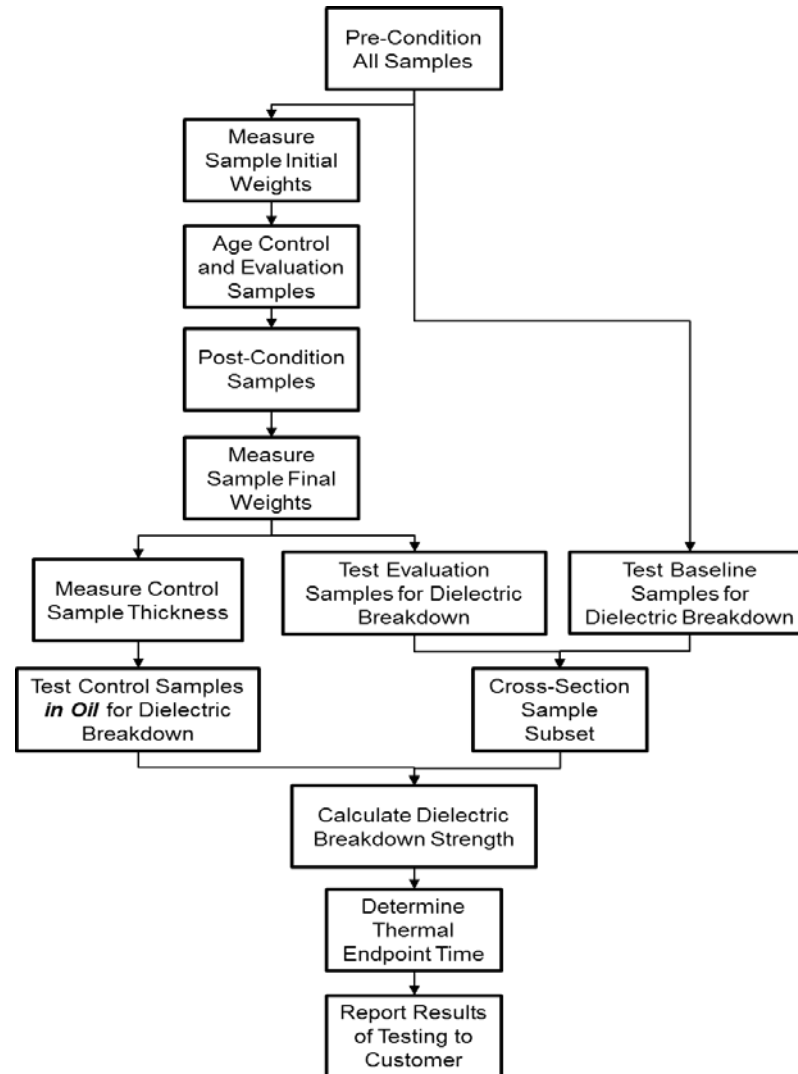 Pre-Condition
All Samples
Measure
Sample Initial
Weights
Age Control
and Evaluation
Samples
Post-Condition
Samples
Measure
Sample Final
Weights
Measure Control
Sample Thickness
Test Evaluation
Samples for Dielectric
Breakdown
Test Baseline
Samples for
Dielectric Breakdown
Test Control Samples
in Oil for Dielectric
Breakdown
Cross-Section
Sample
Subset
Calculate Dielectric
Breakdown Strength
Determine
Thermal
Endpoint Time
Report Results
of Testing to
Customer